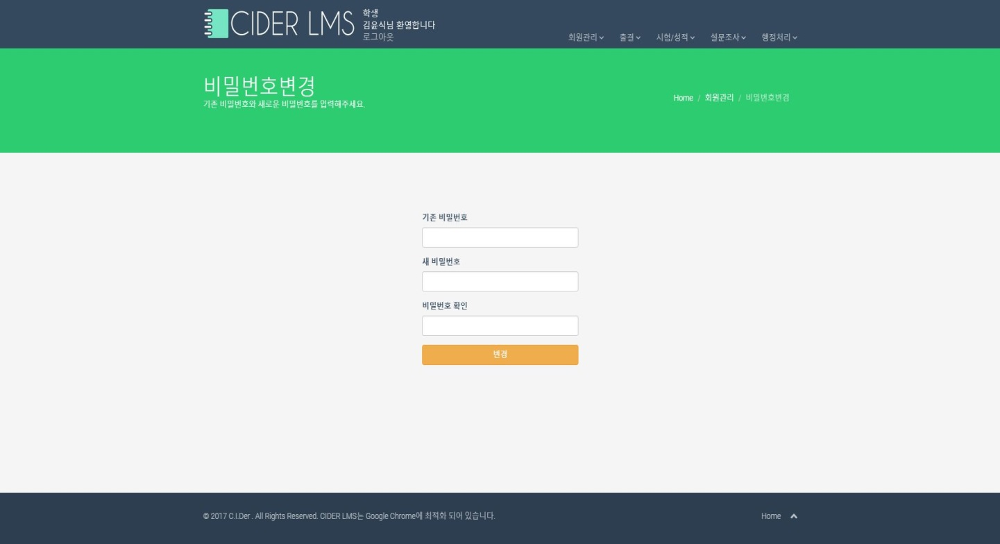 CIDER LMS
학생
김윤식님 환영합니다
로그아웃
회원관리 출결 시험/성적 설문조사 행정처리
비밀번호변경
기존 비밀번호와 새로운 비밀번호를 입력해주세요.
Home / 회원관리 / 비밀번호변경
기존 비밀번호
새 비밀번호
비밀번호 확인
변경
© 2017 C.I.Der . All Rights Reserved. CIDER LMS는 Google Chrome에 최적화 되어 있습니다.
Home